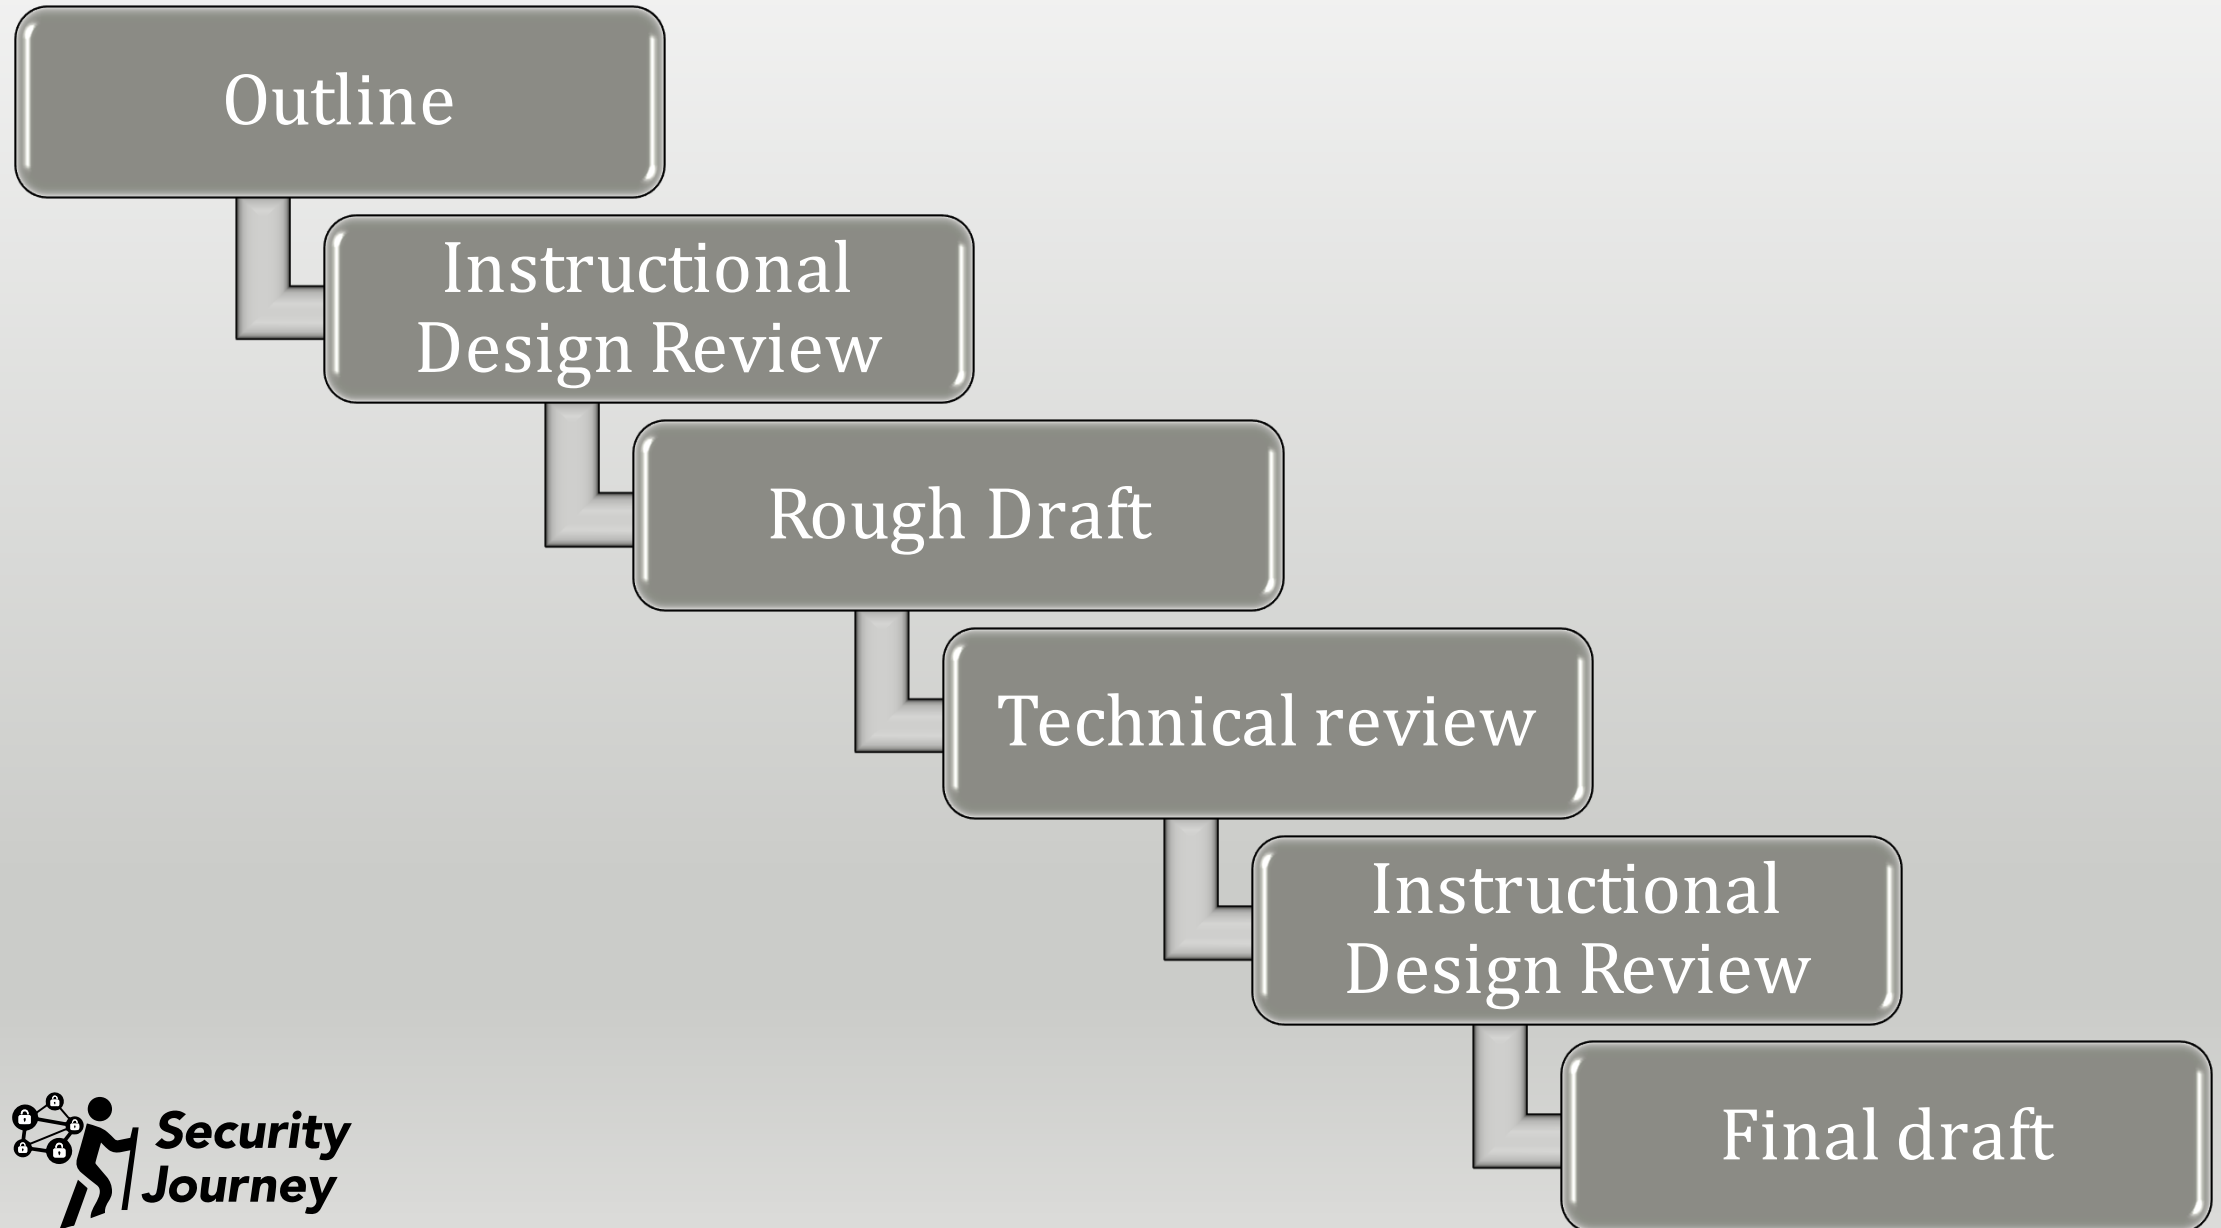 Outline
Instructional
Design Review
Rough Draft
Technical review
Instructional
Design Review
Final draft
Security
Journey